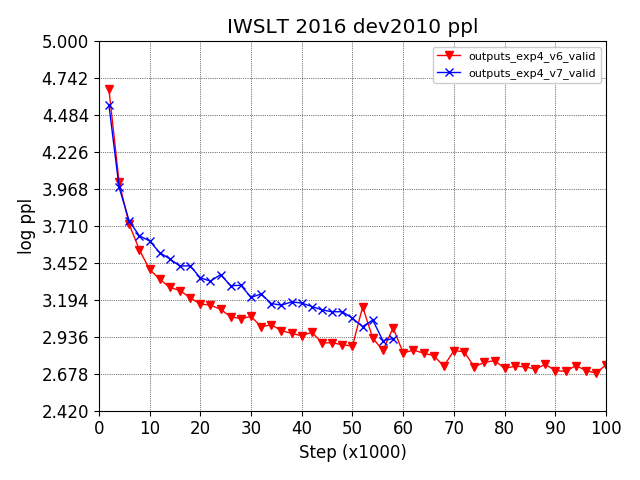 IWSLT 2016 dev2010 ppl
5.000
4.742
4.484
4.226
3.968
3.710
3.452
3.194
2.936
2.678
2.420
log ppl
outputs_exp4_v6_valid
outputs_exp4_v7_valid
0 10 20 30 40 50 60 70 80 90 100
Step (x1000)